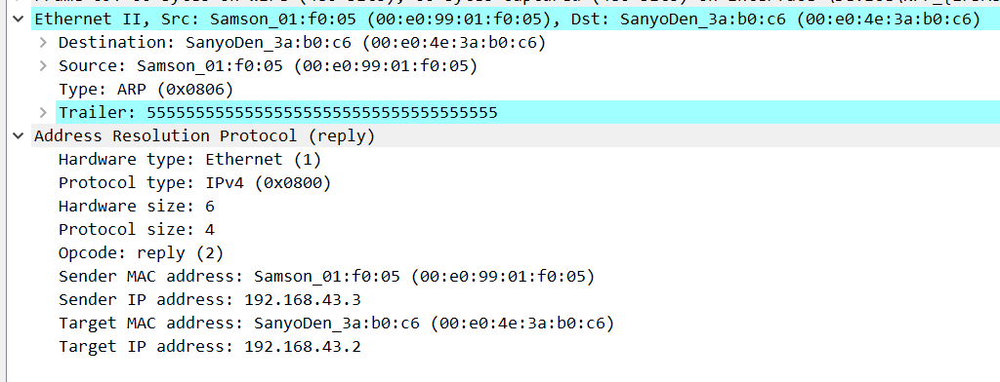 Ethernet II, Src: Samson_01:f0:05 (00:e0:99:01:f0:05), Dst: SanyoDen_3a:b0:c6 (00:e0:4e:3a:b0:c6)
Destination: SanyoDen_3a:b0:c6 (00:e0:4e:3a:b0:c6)
Source: Samson_01:f0:05 (00:e0:99:01:f0:05)
Type: ARP (0x0806)
Trailer: 555555555555555555555555555555555555
Address Resolution Protocol (reply)
Hardware type: Ethernet (1)
Protocol type: IPv4 (0x0800)
Hardware size: 6
Protocol size: 4
Opcode: reply (2)
Sender MAC address: Samson_01:f0:05 (00:e0:99:01:f0:05)
Sender IP address: 192.168.43.3
Target MAC address: SanyoDen_3a:b0:c6 (00:e0:4e:3a:b0:c6)
Target IP address: 192.168.43.2